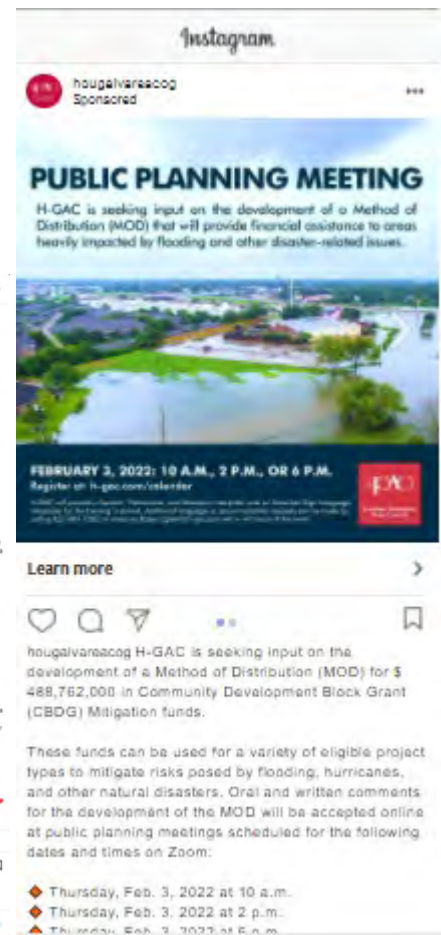 Instagram
hougalvareacog
Sponsored
PUBLIC PLANNING MEETING
H-GAC is seeking input on the development of a Method of
Distribution (MOD) that will provide financial assistance to areas
heavily impacted by flooding and other disaster-related issues.
FEBRUARY 3, 2022: 10 A.M., 2 P.M., OR 6 P.M.
Register at: h-gac.com/calendar
Learn more
hougalvareacog H-GAC is seeking input on the
development of a Method of Distribution (MOD) for $
488,762,000 in Community Development Block Grant
(CBDG) Mitigation funds.
These funds can be used for a variety of eligible project
types to mitigate risks posed by flooding, hurricanes,
and other natural disasters. Oral and written comments
for the development of the MOD will be accepted online
at public planning meetings scheduled for the following
dates and times on Zoom:
Thursday, Feb. 3, 2022 at 10 a.m.
Thursday, Feb. 3, 2022 at 2 p.m.
Thursday, Feb. 3, 2022 at 6 p.m.